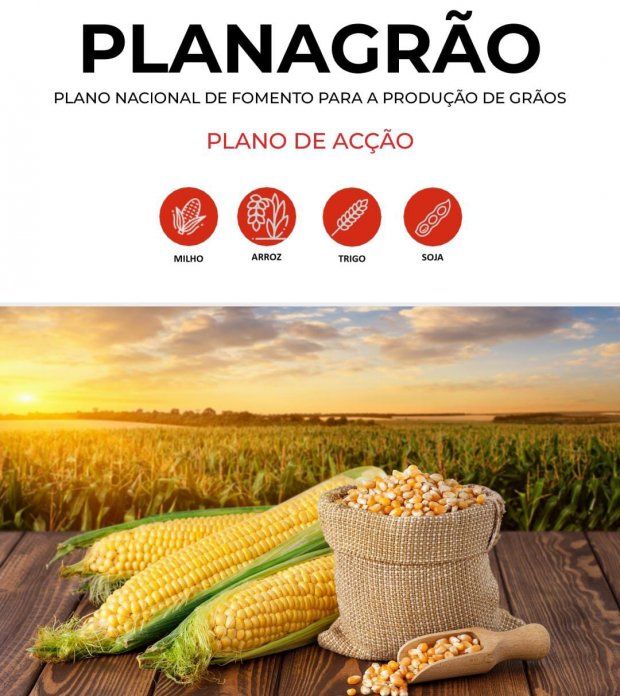 PLANAGRÃO
PLANO NACIONAL DE FOMENTO PARA A PRODUÇÃO DE GRÃOS
PLANO DE ACÇÃO
MILHO ARROZ TRIGO SOJA